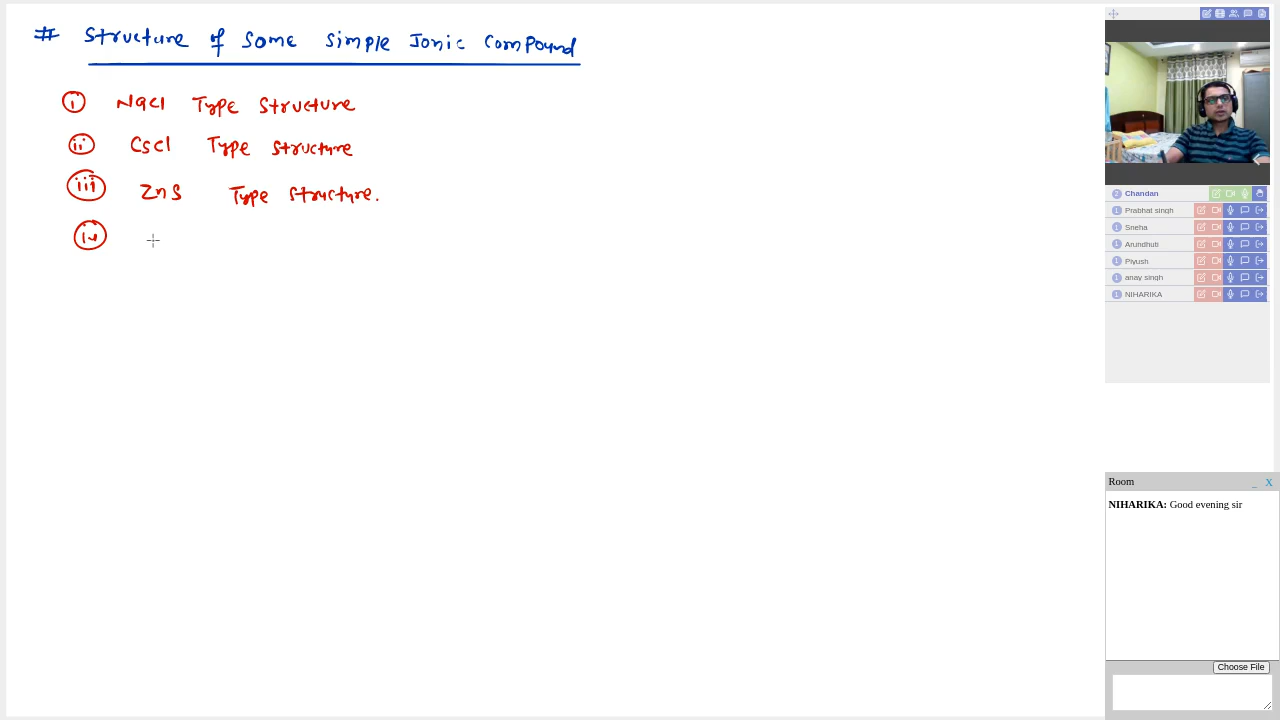 # Structure of Some Simple Ionic Compound
i NaCl Type Structure
ii CsCl Type Structure
iii ZnS Type Structure.
iv
Chandan
Prabhat singh
Sneha
Arundhuti
Piyush
anay singh
NIHARIKA
Room _ X
NIHARIKA: Good evening sir
Choose File